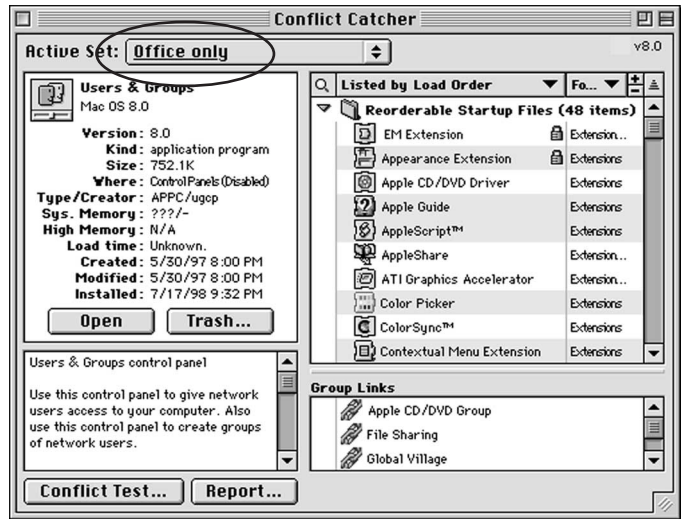 Conflict Catcher
Active Set: Office only
v8.0
Users & Groups
Mac OS 8.0
Version: 8.0
Kind: application program
Size: 752.1K
Where: Control Panels (Disabled)
Type/Creator: APPC/ugcp
Sys. Memory: ???/-
High Memory: N/A
Load time: Unknown.
Created: 5/30/97 8:00 PM
Modified: 5/30/97 8:00 PM
Installed: 7/17/98 9:32 PM
Open
Trash...
Users & Groups control panel
Use this control panel to give network
users access to your computer. Also
use this control panel to create groups
of network users.
Conflict Test...
Report...
Listed by Load Order
Fo...
Reorderable Startup Files (48 items)
EM Extension Extension...
Appearance Extension Extensions
Apple CD/DVD Driver Extensions
Apple Guide Extensions
AppleScript™ Extensions
AppleShare Extension...
ATI Graphics Accelerator Extension...
Color Picker Extensions
ColorSync™ Extensions
Contextual Menu Extension Extensions
Group Links
Apple CD/DVD Group
File Sharing
Global Village